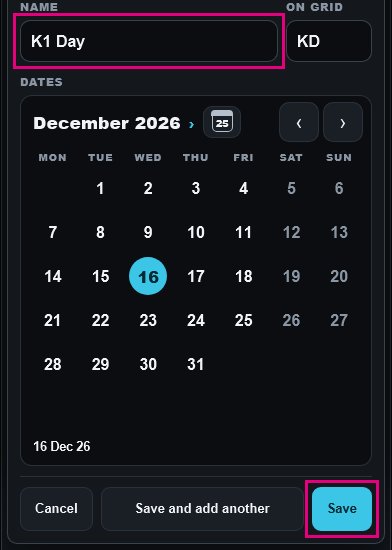 NAME ON GRID
K1 Day KD
DATES
December 2026 › 25 ‹ ›
MON TUE WED THU FRI SAT SUN
1 2 3 4 5 6
7 8 9 10 11 12 13
14 15 16 17 18 19 20
21 22 23 24 25 26 27
28 29 30 31
16 Dec 26
Cancel Save and add another Save